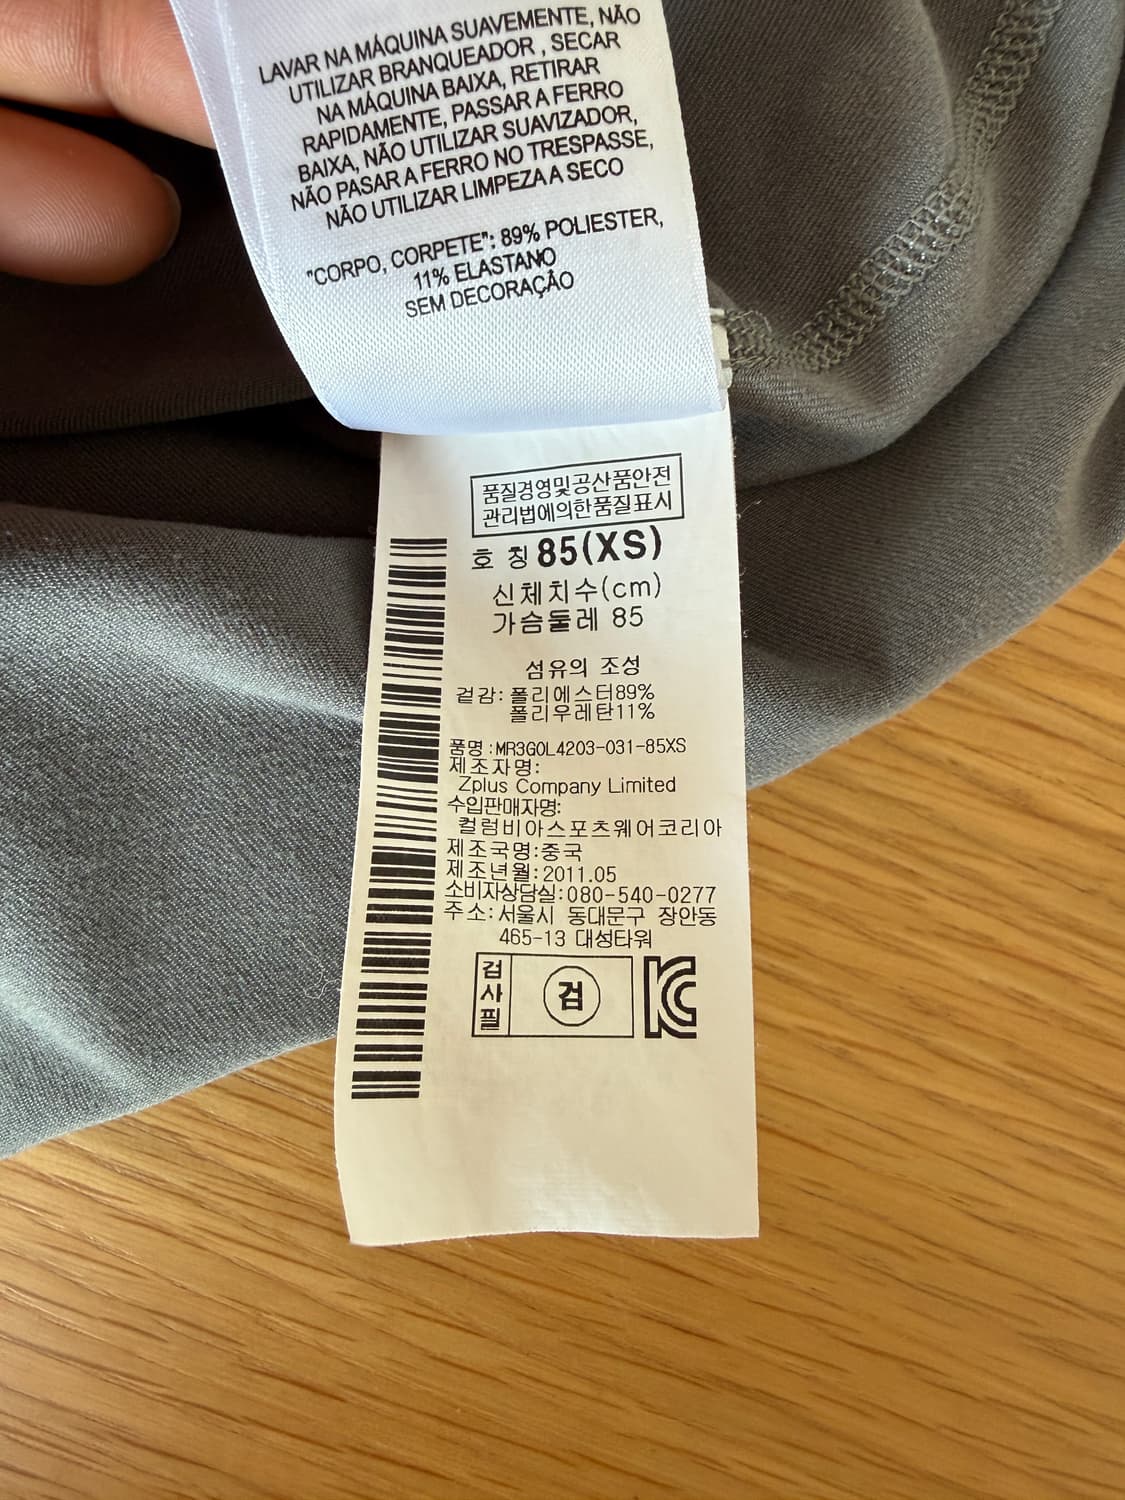 LAVAR NA MÁQUINA SUAVEMENTE, NÃO
UTILIZAR BRANQUEADOR , SECAR
NA MÁQUINA BAIXA, RETIRAR
RAPIDAMENTE, PASSAR A FERRO
BAIXA, NÃO UTILIZAR SUAVIZADOR,
NÃO PASAR A FERRO NO TRESPASSE,
NÃO UTILIZAR LIMPEZA A SECO
"CORPO, CORPETE": 89% POLIESTER,
11% ELASTANO
SEM DECORAÇÃO
품질경영및공산품안전
관리법에의한품질표시
호 칭 85(XS)
신체치수(cm)
가슴둘레 85
섬유의 조성
겉감: 폴리에스터89%
폴리우레탄11%
품명:MR3GOL4203-031-85XS
제조자명:
Zplus Company Limited
수입판매자명:
컬럼비아스포츠웨어코리아
제조국명:중국
제조년월:2011.05
소비자상담실:080-540-0277
주소:서울시 동대문구 장안동
465-13 대성타워
검사필 검 KC